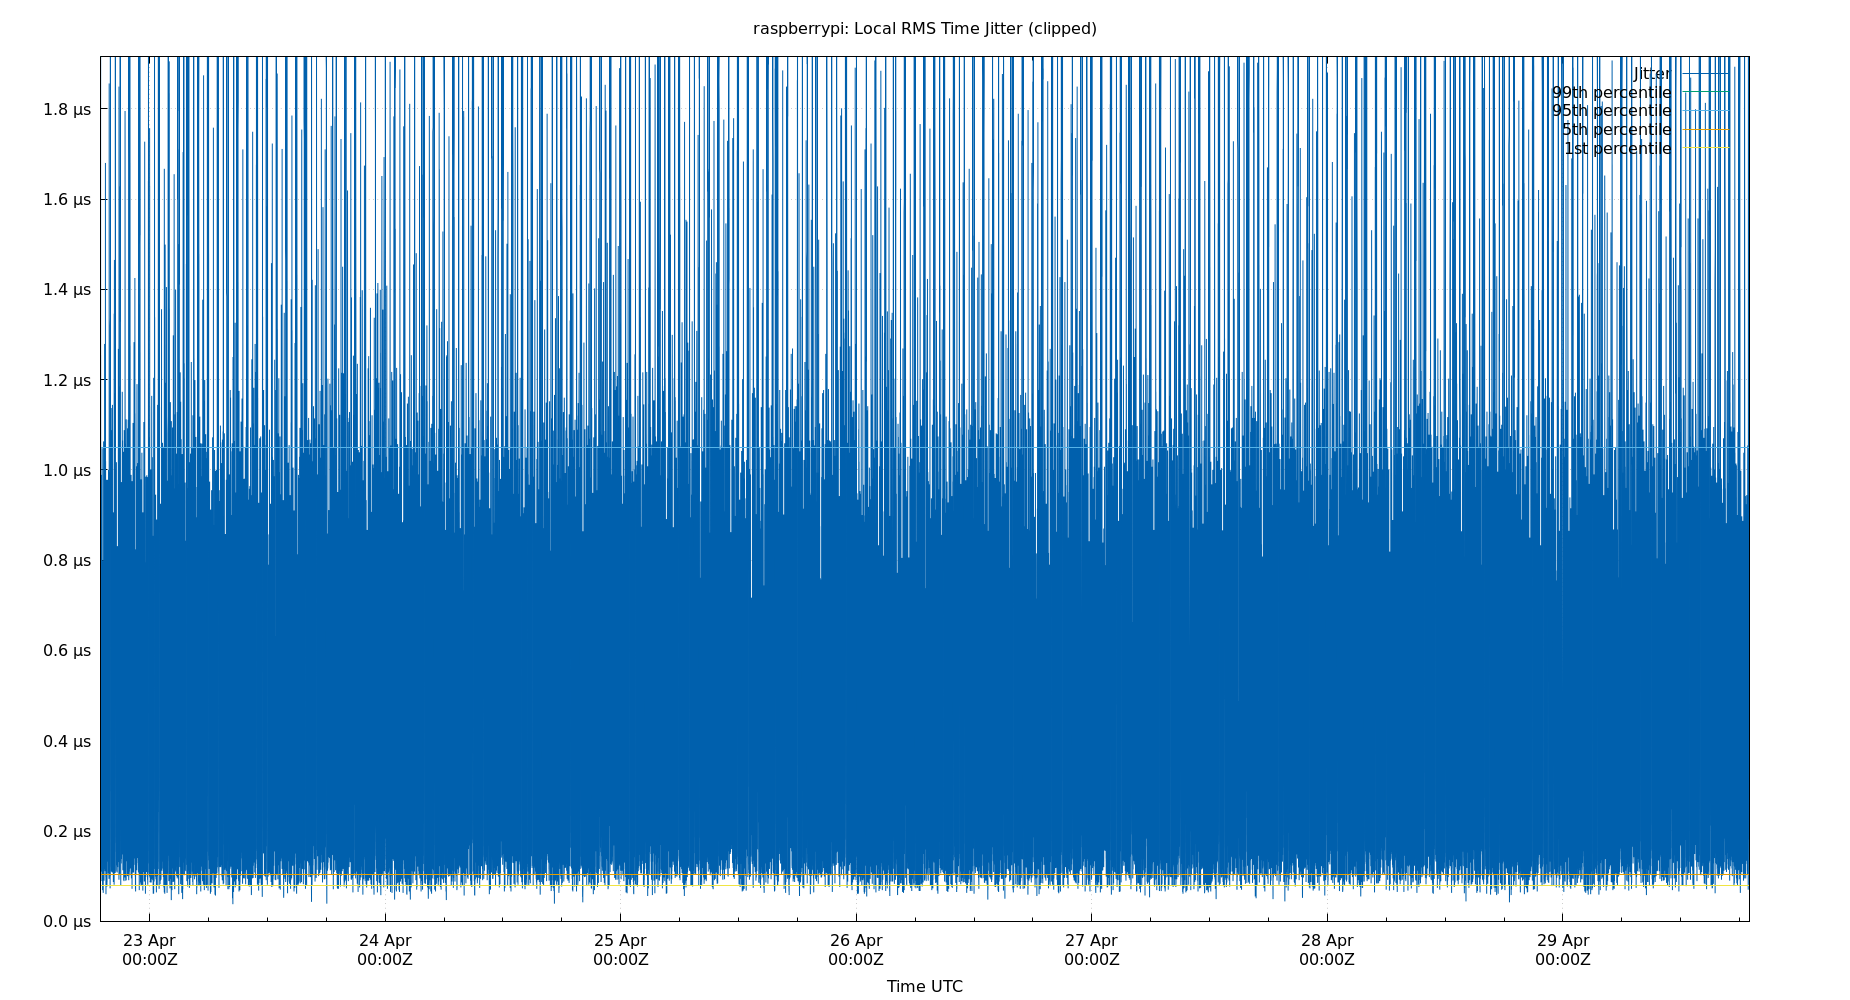 raspberrypi: Local RMS Time Jitter (clipped)
Jitter
99th percentile
95th percentile
5th percentile
1st percentile
1.8 µs
1.6 µs
1.4 µs
1.2 µs
1.0 µs
0.8 µs
0.6 µs
0.4 µs
0.2 µs
0.0 µs
23 Apr 24 Apr 25 Apr 26 Apr 27 Apr 28 Apr 29 Apr
00:00Z 00:00Z 00:00Z 00:00Z 00:00Z 00:00Z 00:00Z
Time UTC